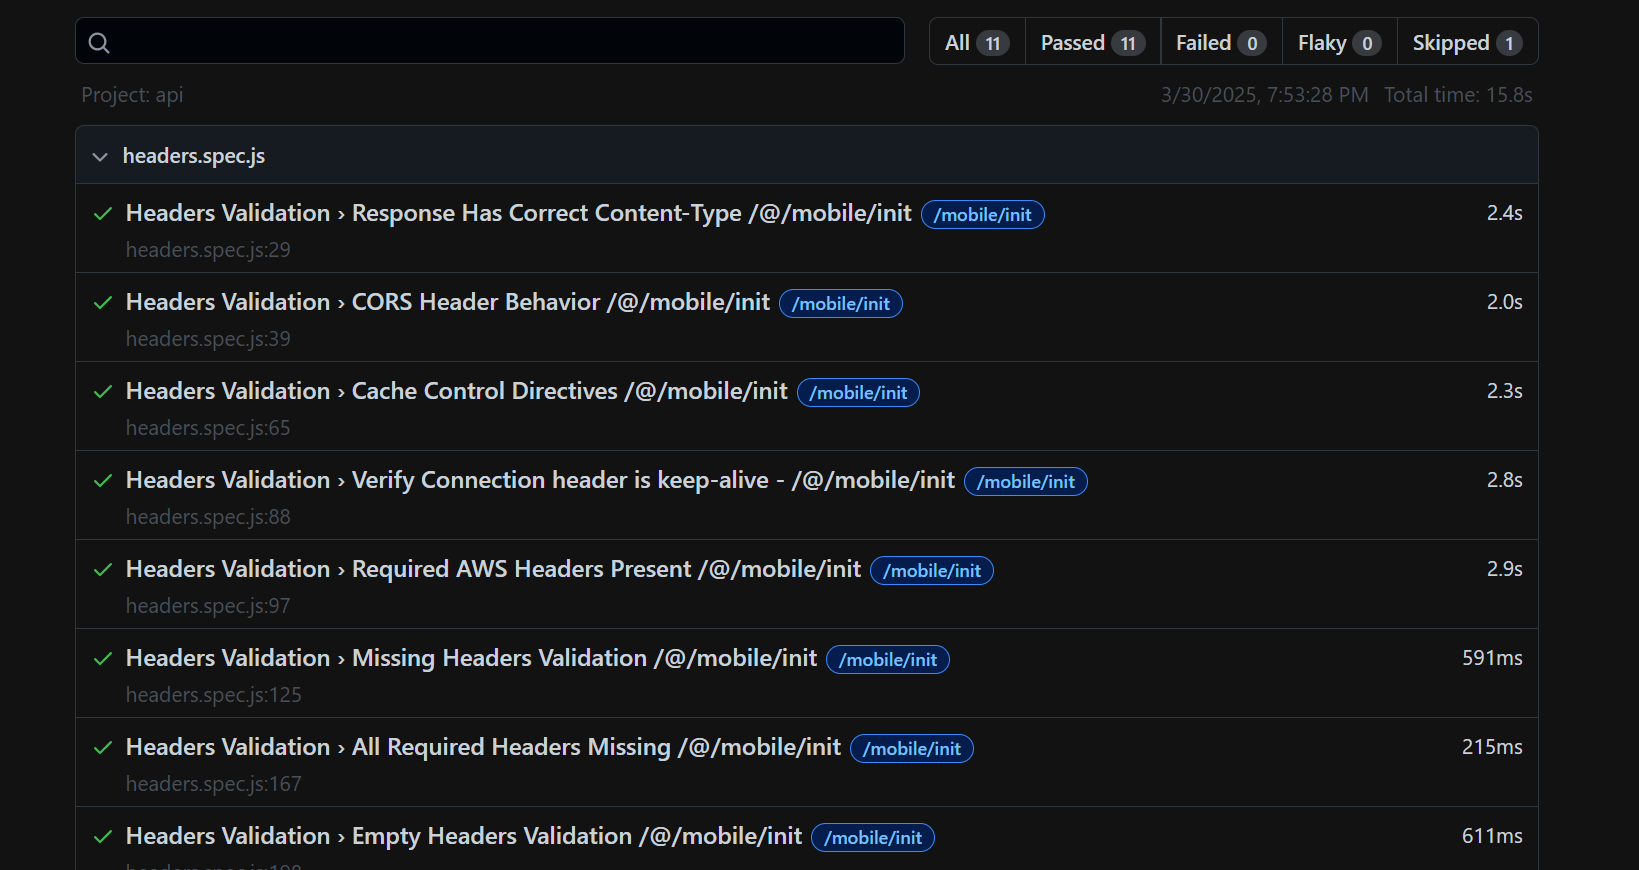 All 11 Passed 11 Failed 0 Flaky 0 Skipped 1
Project: api 3/30/2025, 7:53:28 PM Total time: 15.8s
headers.spec.js
Headers Validation › Response Has Correct Content-Type /@/mobile/init /mobile/init 2.4s
headers.spec.js:29
Headers Validation › CORS Header Behavior /@/mobile/init /mobile/init 2.0s
headers.spec.js:39
Headers Validation › Cache Control Directives /@/mobile/init /mobile/init 2.3s
headers.spec.js:65
Headers Validation › Verify Connection header is keep-alive - /@/mobile/init /mobile/init 2.8s
headers.spec.js:88
Headers Validation › Required AWS Headers Present /@/mobile/init /mobile/init 2.9s
headers.spec.js:97
Headers Validation › Missing Headers Validation /@/mobile/init /mobile/init 591ms
headers.spec.js:125
Headers Validation › All Required Headers Missing /@/mobile/init /mobile/init 215ms
headers.spec.js:167
Headers Validation › Empty Headers Validation /@/mobile/init /mobile/init 611ms